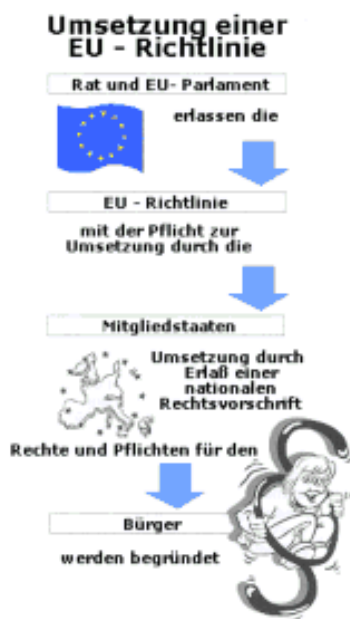 Umsetzung einer
EU - Richtlinie
Rat und EU- Parlament
erlassen die
EU - Richtlinie
mit der Pflicht zur
Umsetzung durch die
Mitgliedstaaten
Umsetzung durch
Erlaß einer
nationalen
Rechtsvorschrift
Rechte und Pflichten für den
Bürger
werden begründet